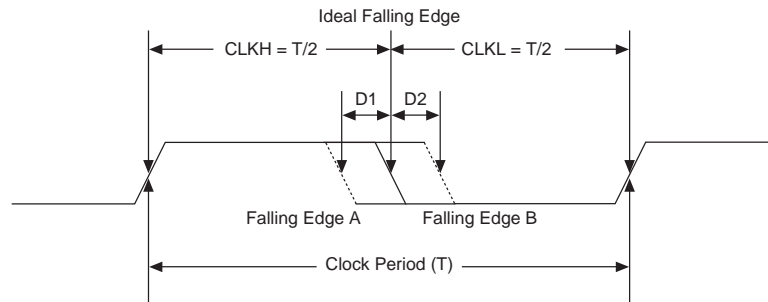 Ideal Falling Edge
CLKH = T/2
CLKL = T/2
D1
D2
Falling Edge A
Falling Edge B
Clock Period (T)